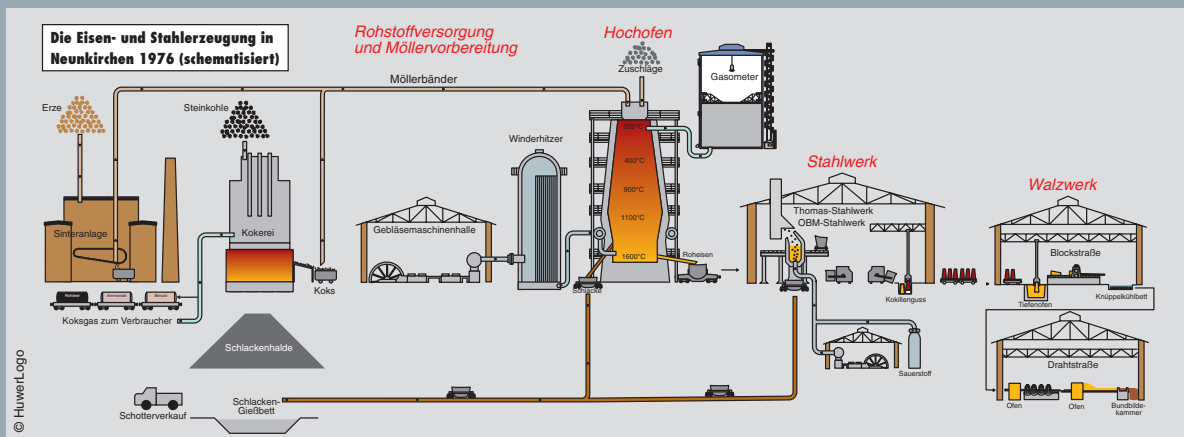 Die Eisen- und Stahlerzeugung in
Neunkirchen 1976 (schematisiert)
Rohstoffversorgung
und Möllervorbereitung
Hochofen
Zuschläge
Gasometer
Möllerbänder
Erze
Steinkohle
Winderhitzer
200°C
400°C
900°C
1100°C
1600°C
Stahlwerk
Walzwerk
Thomas-Stahlwerk
OBM-Stahlwerk
Sinteranlage
Kokerei
Gebläsemaschinenhalle
Roheisen
Schlacke
Koks
Kokillenguss
Blockstraße
Tiefenofen
Knüppelkühlbett
Rohteer
Ammoniak
Benzol
Koksgas zum Verbraucher
Schlackenhalde
Sauerstoff
Drahtstraße
Ofen
Ofen
Bundbilde-
kammer
Schotterverkauf
Schlacken-
Gießbett
© HuwerLogo